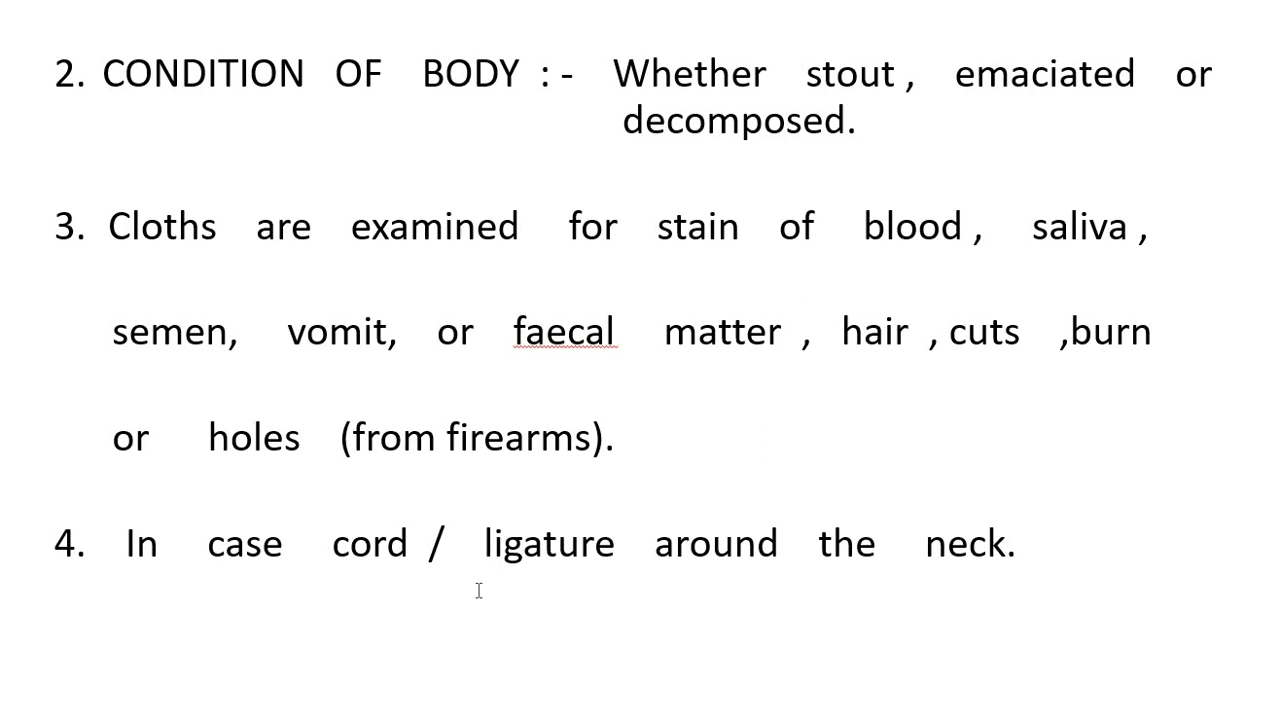 2. CONDITION OF BODY : - Whether stout , emaciated or
decomposed.
3. Cloths are examined for stain of blood , saliva ,
semen, vomit, or faecal matter , hair , cuts ,burn
or holes (from firearms).
4. In case cord / ligature around the neck.